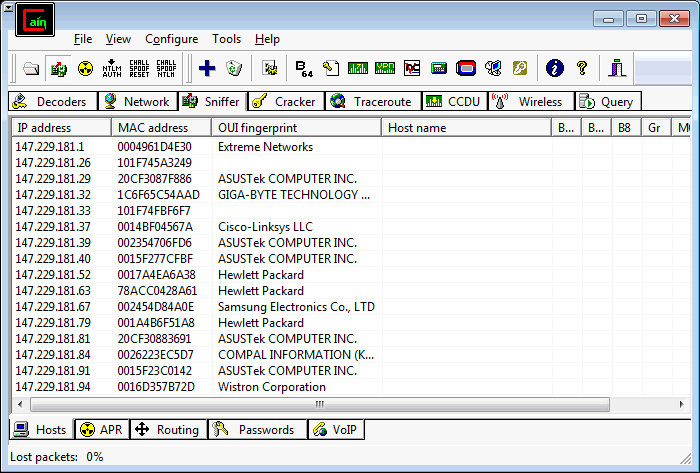 Cain
File View Configure Tools Help
NTLM AUTH CHALL SPOOF RESET CHALL SPOOF NTLM B64 VPN
Decoders Network Sniffer Cracker Traceroute CCDU Wireless Query
IP address MAC address OUI fingerprint Host name B... B... B8 Gr
147.229.181.1 0004961D4E30 Extreme Networks
147.229.181.26 101F745A3249
147.229.181.29 20CF3087F886 ASUSTek COMPUTER INC.
147.229.181.32 1C6F65C54AAD GIGA-BYTE TECHNOLOGY ...
147.229.181.33 101F74FBF6F7
147.229.181.37 0014BF04567A Cisco-Linksys LLC
147.229.181.39 002354706FD6 ASUSTek COMPUTER INC.
147.229.181.40 0015F277CFBF ASUSTek COMPUTER INC.
147.229.181.52 0017A4EA6A38 Hewlett Packard
147.229.181.63 78ACC0428A61 Hewlett Packard
147.229.181.67 002454D84A0E Samsung Electronics Co., LTD
147.229.181.79 001A4B6F51A8 Hewlett Packard
147.229.181.81 20CF30883691 ASUSTek COMPUTER INC.
147.229.181.84 0026223EC5D7 COMPAL INFORMATION (K...
147.229.181.91 0015F23C0142 ASUSTek COMPUTER INC.
147.229.181.94 0016D357B72D Wistron Corporation
Hosts APR Routing Passwords VoIP
Lost packets: 0%